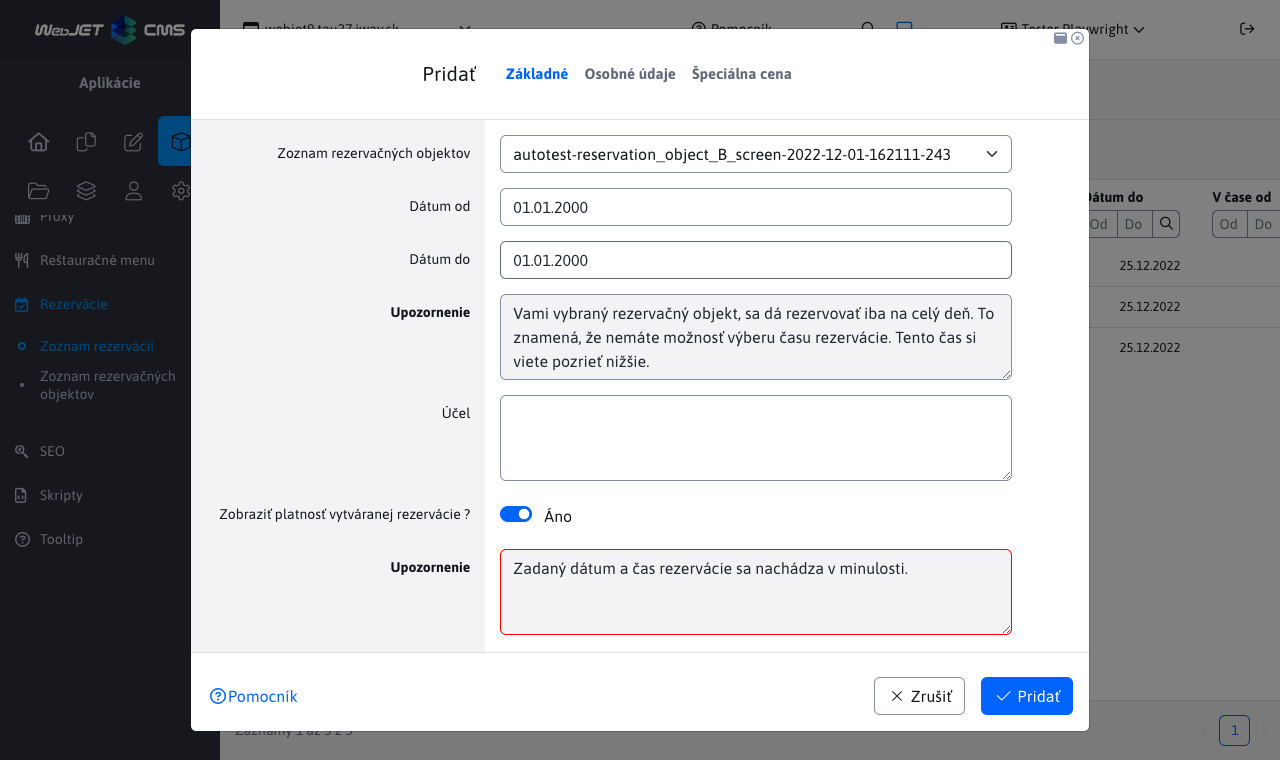 WebJET CMS
webjet9.tau27.iway.sk
Pomocník
Tester Playwright
Aplikácie
Proxy
Reštauračné menu
Rezervácie
Zoznam rezervácií
Zoznam rezervačných
objektov
SEO
Skripty
Tooltip
Pridať
Základné
Osobné údaje
Špeciálna cena
Zoznam rezervačných objektov
autotest-reservation_object_B_screen-2022-12-01-162111-243
Dátum od
01.01.2000
Dátum do
01.01.2000
Upozornenie
Vami vybraný rezervačný objekt, sa dá rezervovať iba na celý deň. To
znamená, že nemáte možnosť výberu času rezervácie. Tento čas si
viete pozrieť nižšie.
Účel
Zobraziť platnosť vytváranej rezervácie ?
Áno
Upozornenie
Zadaný dátum a čas rezervácie sa nachádza v minulosti.
Pomocník
Zrušiť
Pridať
Dátum do
V čase od
Od
Do
Od
Do
25.12.2022
25.12.2022
25.12.2022
Záznamy 1 až 3 z 3
1